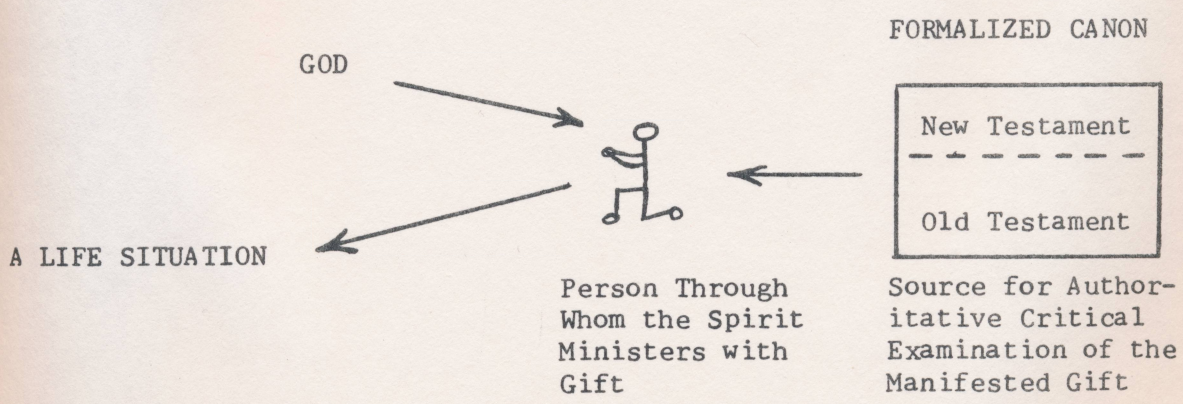 FORMALIZED CANON
GOD
New Testament
Old Testament
A LIFE SITUATION
Person Through
Whom the Spirit
Ministers with
Gift
Source for Author-
itative Critical
Examination of the
Manifested Gift